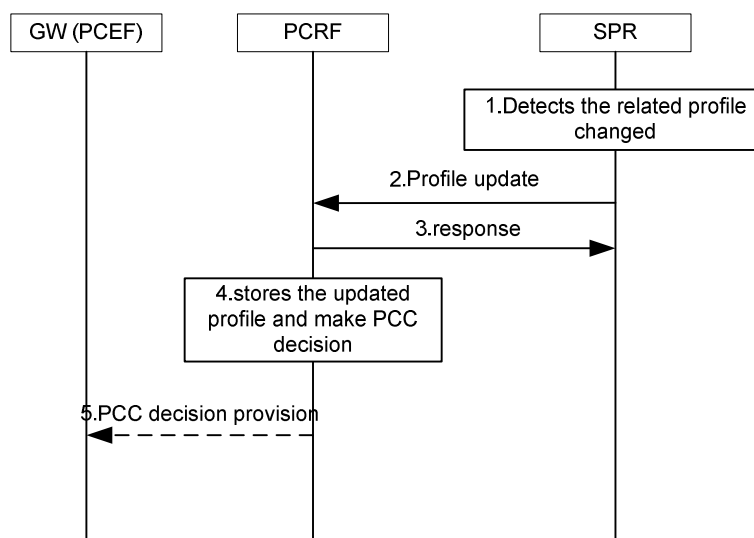 GW (PCEF)
PCRF
SPR
1.Detects the related profile
changed
2.Profile update
3.response
4.stores the updated
profile and make PCC
decision
5.PCC decision provision